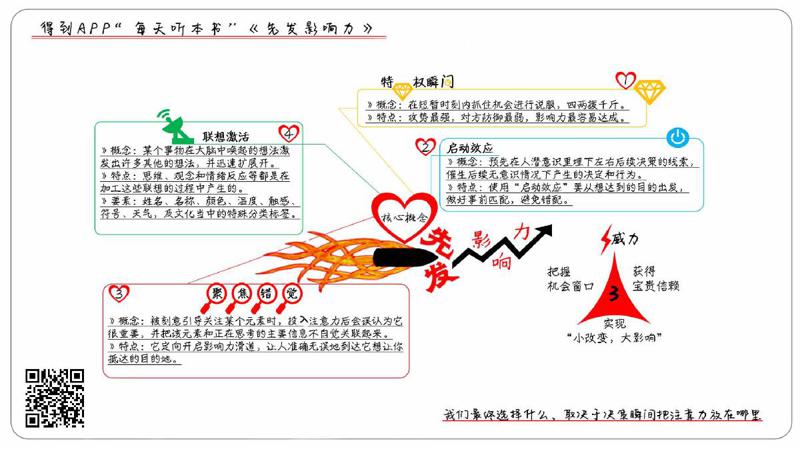 得到APP“每天听本书”《先发影响力》
特权瞬间
1
》概念：在短暂时刻内抓住机会进行说服，四两拨千斤。
》特点：攻势最强，对方防御最弱，影响力最容易达成。
2
启动效应
》概念：预先在人潜意识里埋下左右后续决策的线索，
催生后续无意识情况下产生的决定和行为。
》特点：使用“启动效应”要从想达到的目的出发，
做好事前匹配，避免错配。
联想激活
4
》概念：某个事物在大脑中唤起的想法激
发出许多其他的想法，并迅速扩展开。
》特点：思维、观念和情绪反应等都是在
加工这些联想的过程中产生的。
》要素：姓名、名称、颜色、温度、触感、
符号、天气，及文化当中的特殊分类标签。
核心概念
先发影响力
3
聚焦错觉
》概念：被刻意引导关注某个元素时，投入注意力后会误认为它
很重要，并把该元素和正在思考的主要信息不自觉关联起来。
》特点：它定向开启影响力滑道，让人准确无误地到达它想让你
抵达的目的地。
威力
把握
机会窗口
获得
宝贵信赖
3
实现
“小改变，大影响”
我们最终选择什么、取决于决策瞬间把注意力放在哪里